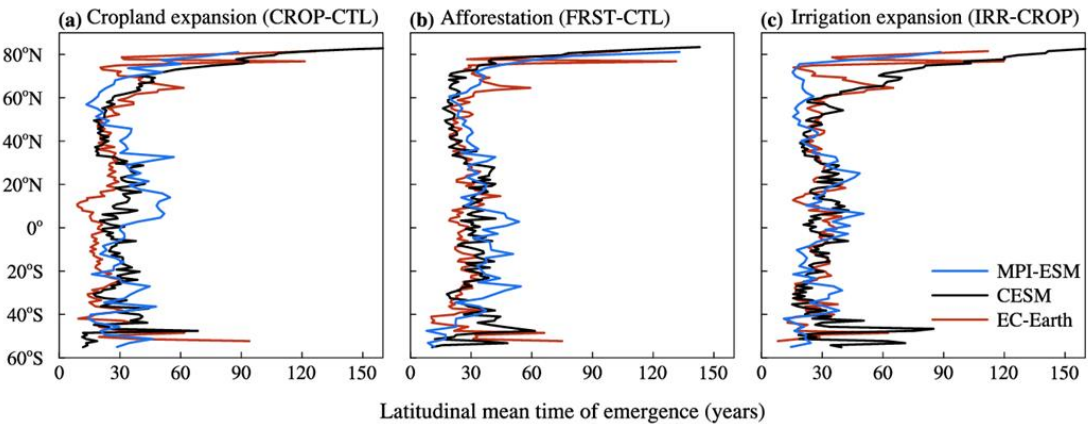 (a) Cropland expansion (CROP-CTL)
(b) Afforestation (FRST-CTL)
(c) Irrigation expansion (IRR-CROP)
80°N
60°N
40°N
20°N
0°
20°S
40°S
60°S
MPI-ESM
CESM
EC-Earth
0 30 60 90 120 150
0 30 60 90 120 150
0 30 60 90 120 150
Latitudinal mean time of emergence (years)